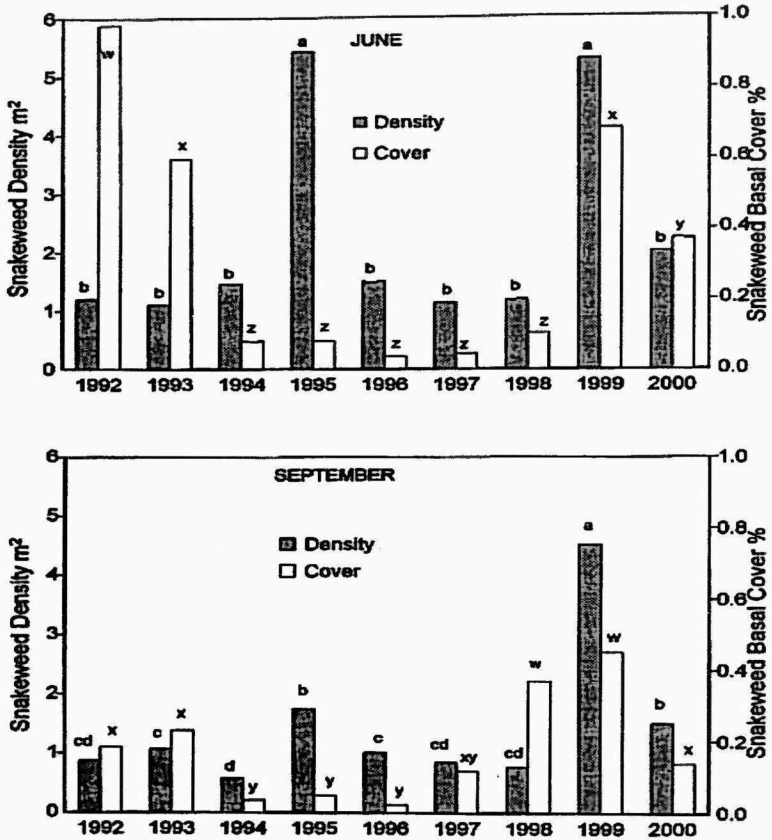 JUNE
Density
Cover
Snakeweed Density m²
6
5
4
3
2
1
0
Snakeweed Basal Cover %
1.0
0.8
0.6
0.4
0.2
0.0
b w b x b z a z b z b z b z a x b y
1992 1993 1994 1995 1996 1997 1998 1999 2000
SEPTEMBER
Density
Cover
Snakeweed Density m²
6
5
4
3
2
1
0
Snakeweed Basal Cover %
1.0
0.8
0.6
0.4
0.2
0.0
cd x c x d y b y c y cd xy cd w a w b x
1992 1993 1994 1995 1996 1997 1998 1999 2000